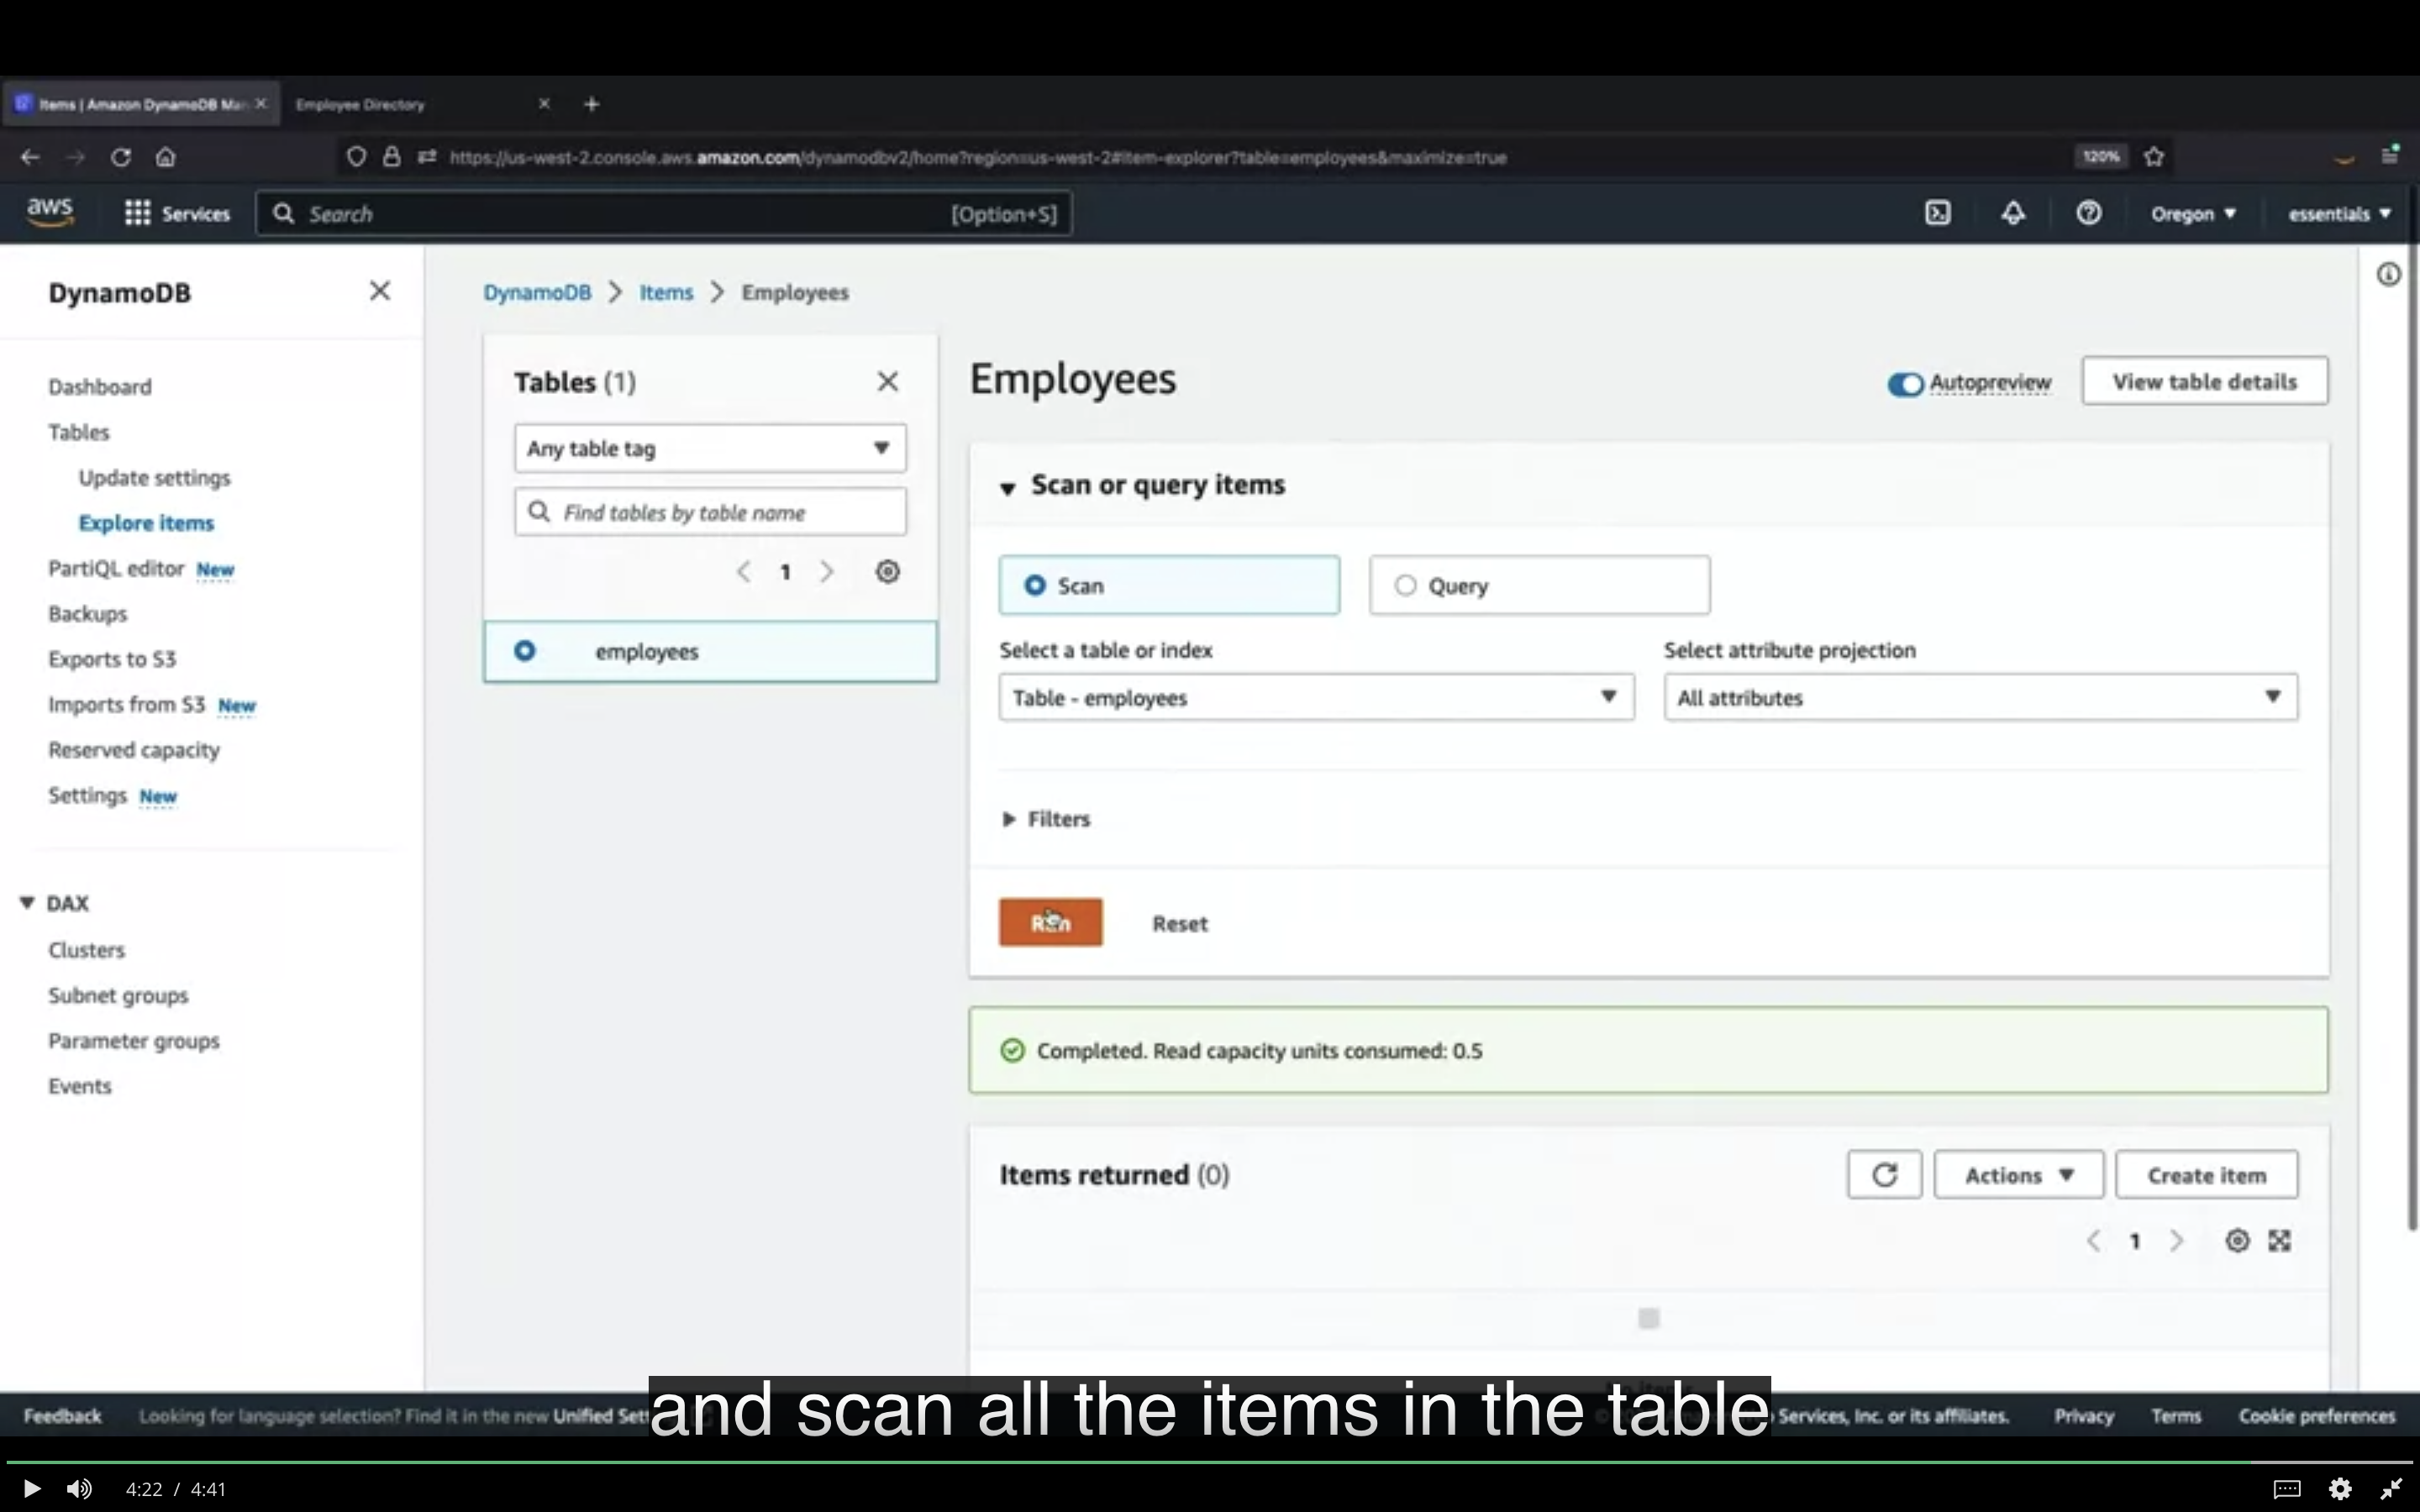 Items | Amazon DynamoDB Man
Employee Directory
https://us-west-2.console.aws.amazon.com/dynamodbv2/home?region=us-west-2#item-explorer?table=employees&maximize=true
120%
aws
Services
Search
[Option+S]
Oregon
essentials
DynamoDB
Dashboard
Tables
Update settings
Explore items
PartiQL editor New
Backups
Exports to S3
Imports from S3 New
Reserved capacity
Settings New
DAX
Clusters
Subnet groups
Parameter groups
Events
DynamoDB > Items > Employees
Tables (1)
Any table tag
Find tables by table name
1
employees
Employees
Autopreview
View table details
Scan or query items
Scan
Query
Select a table or index
Table - employees
Select attribute projection
All attributes
Filters
Run
Reset
Completed. Read capacity units consumed: 0.5
Items returned (0)
Actions
Create item
1
and scan all the items in the table
Feedback
Looking for language selection? Find it in the new Unified
Services, Inc. or its affiliates.
Privacy
Terms
Cookie preferences
4:22 / 4:41